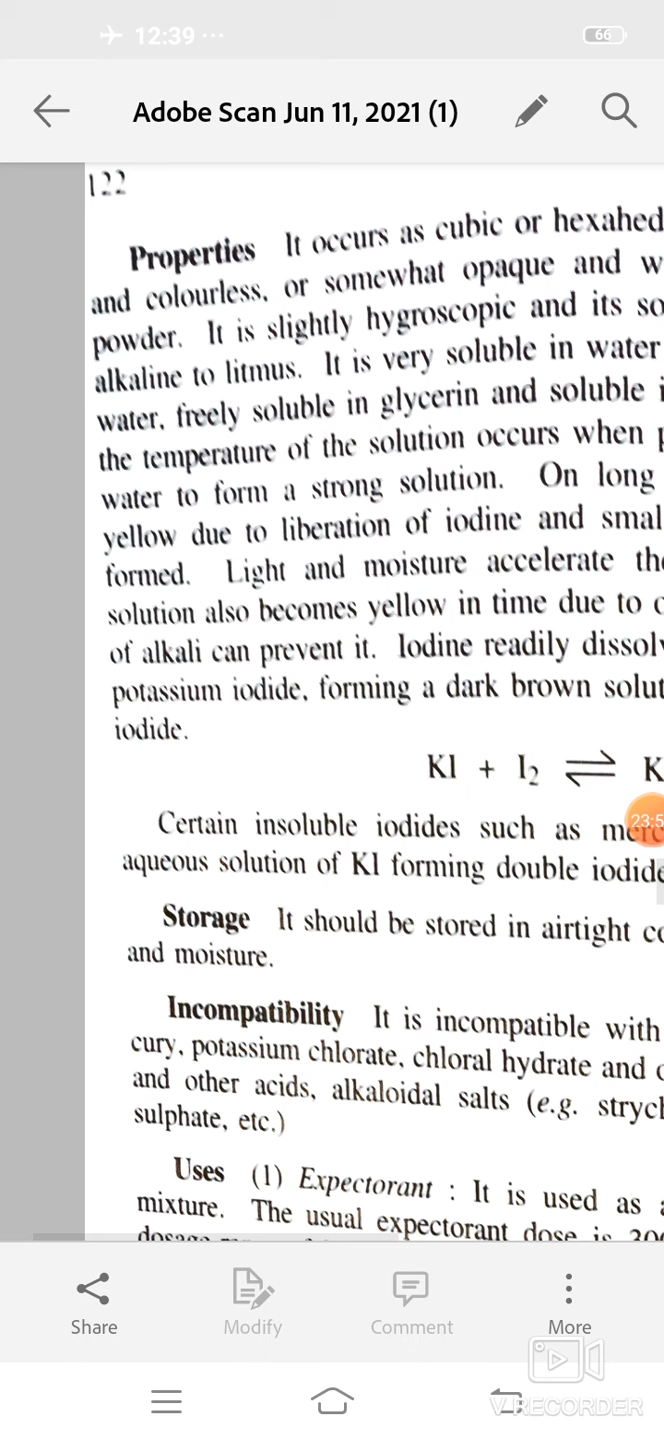 12:39 ...
66
Adobe Scan Jun 11, 2021 (1)
122
Properties It occurs as cubic or hexahed
and colourless, or somewhat opaque and w
powder. It is slightly hygroscopic and its so
alkaline to litmus. It is very soluble in water
water, freely soluble in glycerin and soluble i
the temperature of the solution occurs when p
water to form a strong solution. On long
yellow due to liberation of iodine and smal
formed. Light and moisture accelerate the
solution also becomes yellow in time due to o
of alkali can prevent it. Iodine readily dissolv
potassium iodide, forming a dark brown solut
iodide.
KI + I₂ ⇌ K
23:5
Certain insoluble iodides such as merc
aqueous solution of KI forming double iodide
Storage It should be stored in airtight co
and moisture.
Incompatibility It is incompatible with
cury, potassium chlorate, chloral hydrate and
and other acids, alkaloidal salts (e.g. strych
sulphate, etc.)
Uses (1) Expectorant : It is used as a
mixture. The usual expectorant dose is 300
Share
Modify
Comment
More
V RECORDER